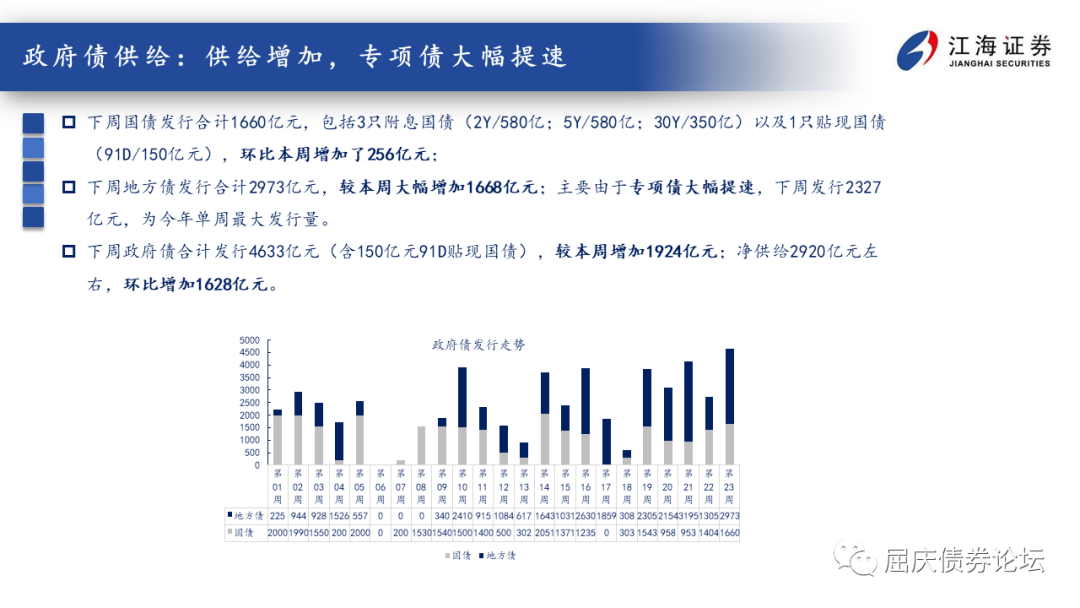 政府债供给：供给增加，专项债大幅提速
江海证券
JIANGHAI SECURITIES
下周国债发行合计1660亿元，包括3只附息国债（2Y/580亿；5Y/580亿；30Y/350亿）以及1只贴现国债
（91D/150亿元），环比本周增加了256亿元；
下周地方债发行合计2973亿元，较本周大幅增加1668亿元；主要由于专项债大幅提速，下周发行2327
亿元，为今年单周最大发行量。
下周政府债合计发行4633亿元（含150亿元91D贴现国债），较本周增加1924亿元；净供给2920亿元左
右，环比增加1628亿元。
政府债发行走势
5000
4500
4000
3500
3000
2500
2000
1500
1000
500
0
第01周 第02周 第03周 第04周 第05周 第06周 第07周 第08周 第09周 第10周 第11周 第12周 第13周 第14周 第15周 第16周 第17周 第18周 第19周 第20周 第21周 第22周 第23周
地方债 225 944 928 1526 557 0 0 0 340 2410 915 1084 617 1643 1031 2630 1859 308 2305 2154 3195 1305 2973
国债 2000 1990 1550 200 2000 0 200 1530 1540 1500 1400 500 302 2051 1371 1235 0 303 1543 958 953 1404 1660
国债 地方债
屈庆债券论坛